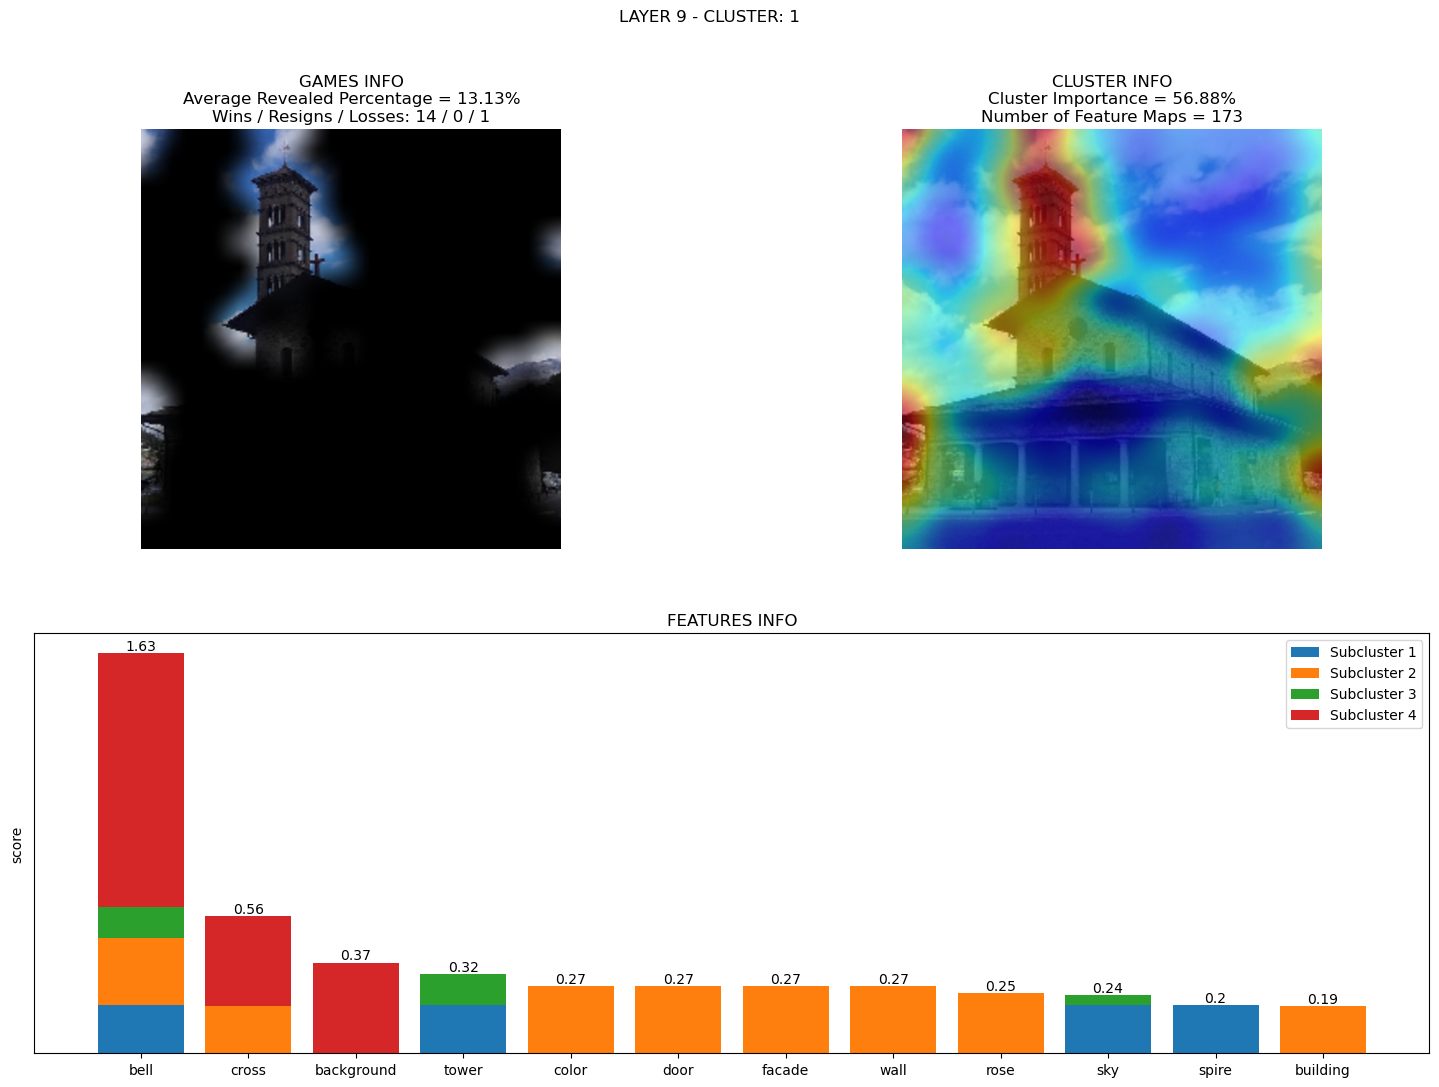 LAYER 9 - CLUSTER: 1
GAMES INFO
Average Revealed Percentage = 13.13%
Wins / Resigns / Losses: 14 / 0 / 1
CLUSTER INFO
Cluster Importance = 56.88%
Number of Feature Maps = 173
FEATURES INFO
score
1.63
0.56
0.37
0.32
0.27
0.27
0.27
0.27
0.25
0.24
0.2
0.19
Subcluster 1
Subcluster 2
Subcluster 3
Subcluster 4
bell
cross
background
tower
color
door
facade
wall
rose
sky
spire
building